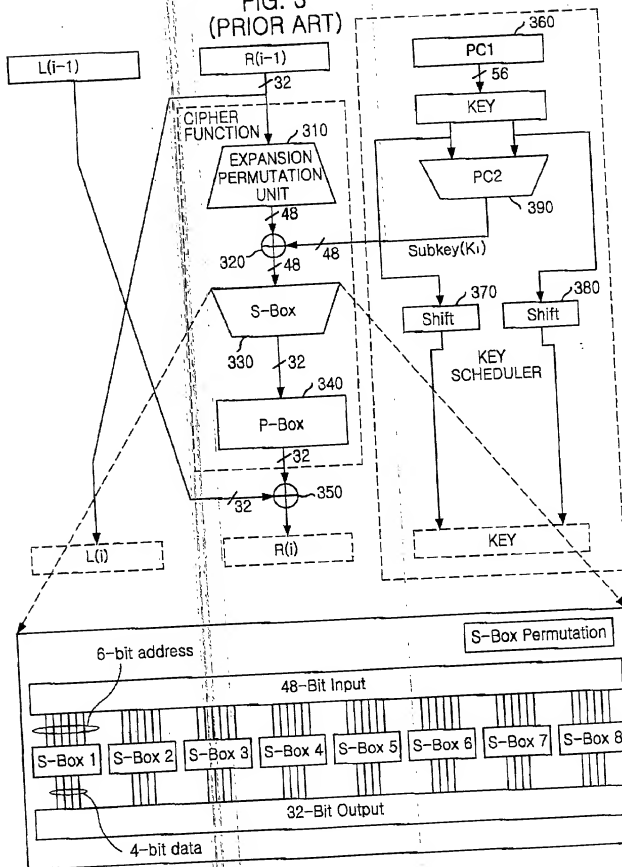 FIG. 3
(PRIOR ART)
L(i-1)
R(i-1)
32
CIPHER
FUNCTION
310
EXPANSION
PERMUTATION
UNIT
48
320
48
Subkey(Ki)
48
S-Box
330
32
340
P-Box
32
32
350
L(i)
R(i)
360
PC1
56
KEY
PC2
390
370
380
Shift
Shift
KEY
SCHEDULER
KEY
S-Box Permutation
6-bit address
48-Bit Input
S-Box 1 S-Box 2 S-Box 3 S-Box 4 S-Box 5 S-Box 6 S-Box 7 S-Box 8
32-Bit Output
4-bit data